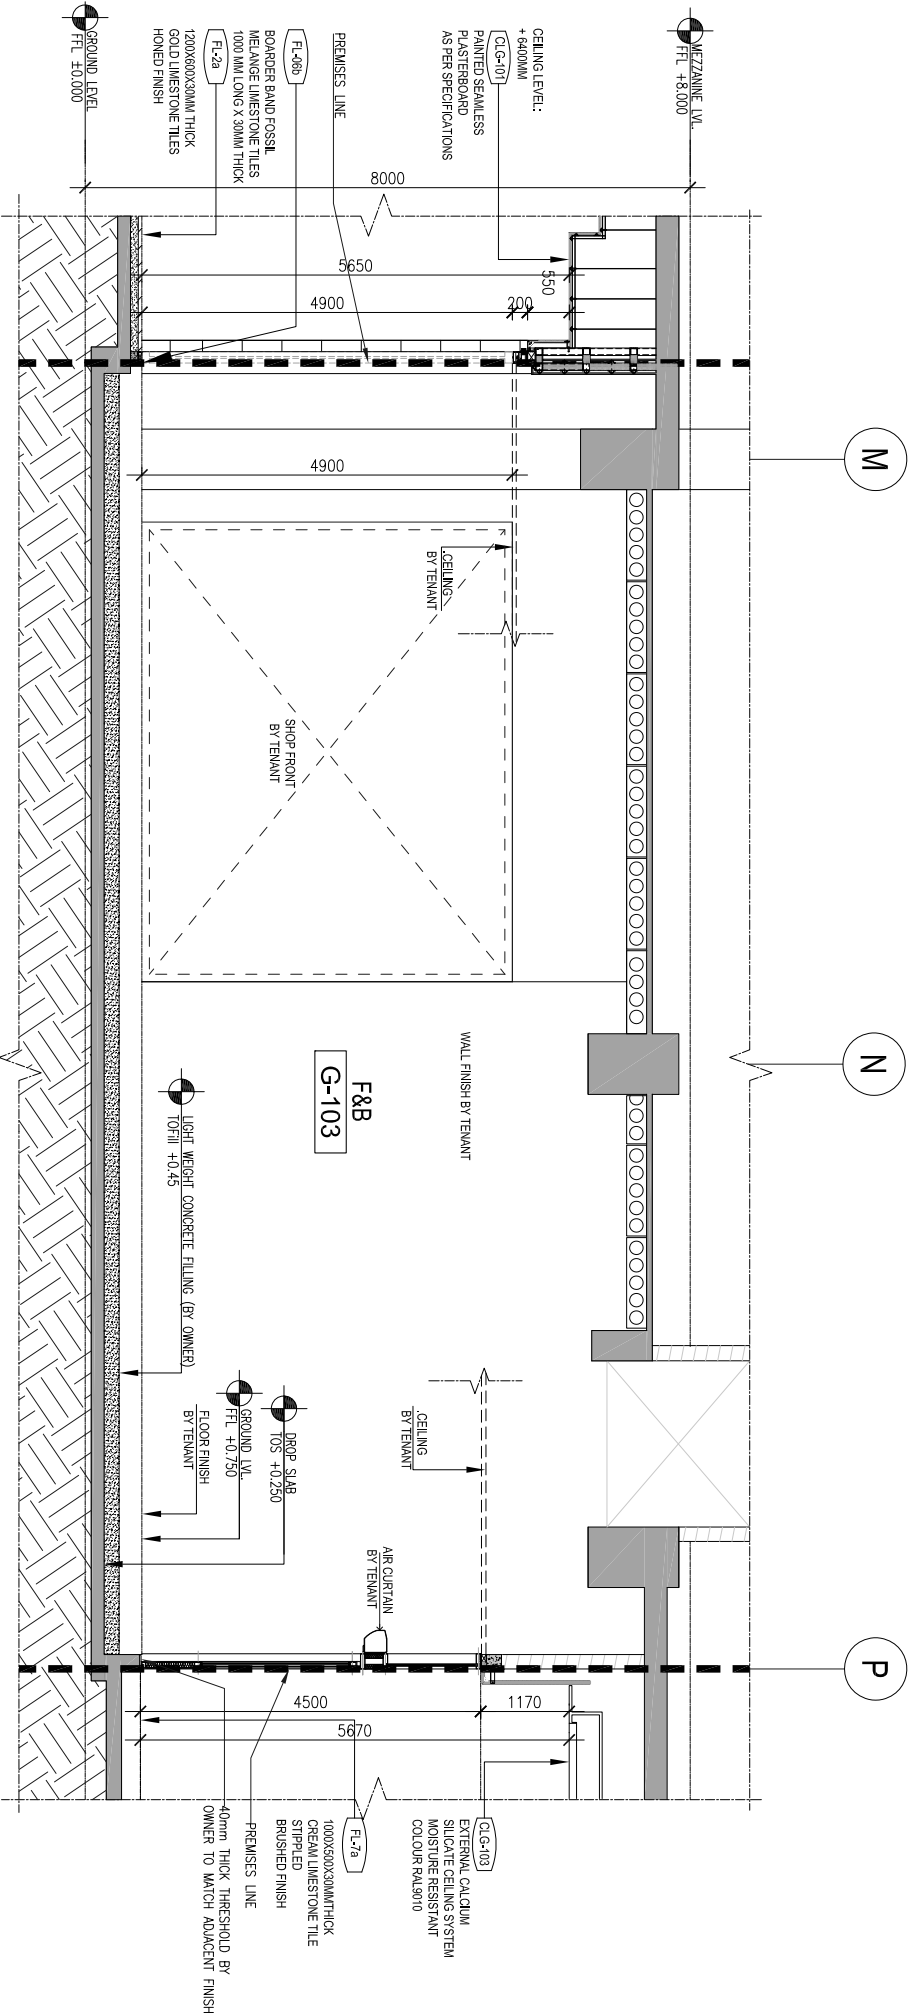 M
N
P
MEZZANINE LVL.
FFL +8.000
CEILING LEVEL:
+ 6400MM
CLG-101
PAINTED SEAMLESS
PLASTERBOARD
AS PER SPECIFICATIONS
PREMISES LINE
FL-06b
BOARDER BAND FOSSIL
MELANGE LIMESTONE TILES
1000 MM LONG X 30MM THICK
FL-2a
1200X600X30MM THICK
GOLD LIMESTONE TILES
HONED FINISH
GROUND LEVEL
FFL ±0.000
8000
5650
550
4900
200
4900
CEILING
BY TENANT
SHOP FRONT
BY TENANT
WALL FINISH BY TENANT
F&B
G-103
LIGHT WEIGHT CONCRETE FILLING (BY OWNER)
TOFill +0.45
CEILING
BY TENANT
DROP SLAB
TOS +0.250
GROUND LVL.
FFL +0.750
FLOOR FINISH
BY TENANT
AIR CURTAIN
BY TENANT
4500
1170
5670
CLG-103
EXTERNAL CALCIUM
SILICATE CEILING SYSTEM
MOISTURE RESISTANT
COLOUR RAL9010
FL-7a
1000X500X30MMTHICK
CREAM LIMESTONE TILE
STIPPLED
BRUSHED FINISH
PREMISES LINE
40mm THICK THRESHOLD BY
OWNER TO MATCH ADJACENT FINISH